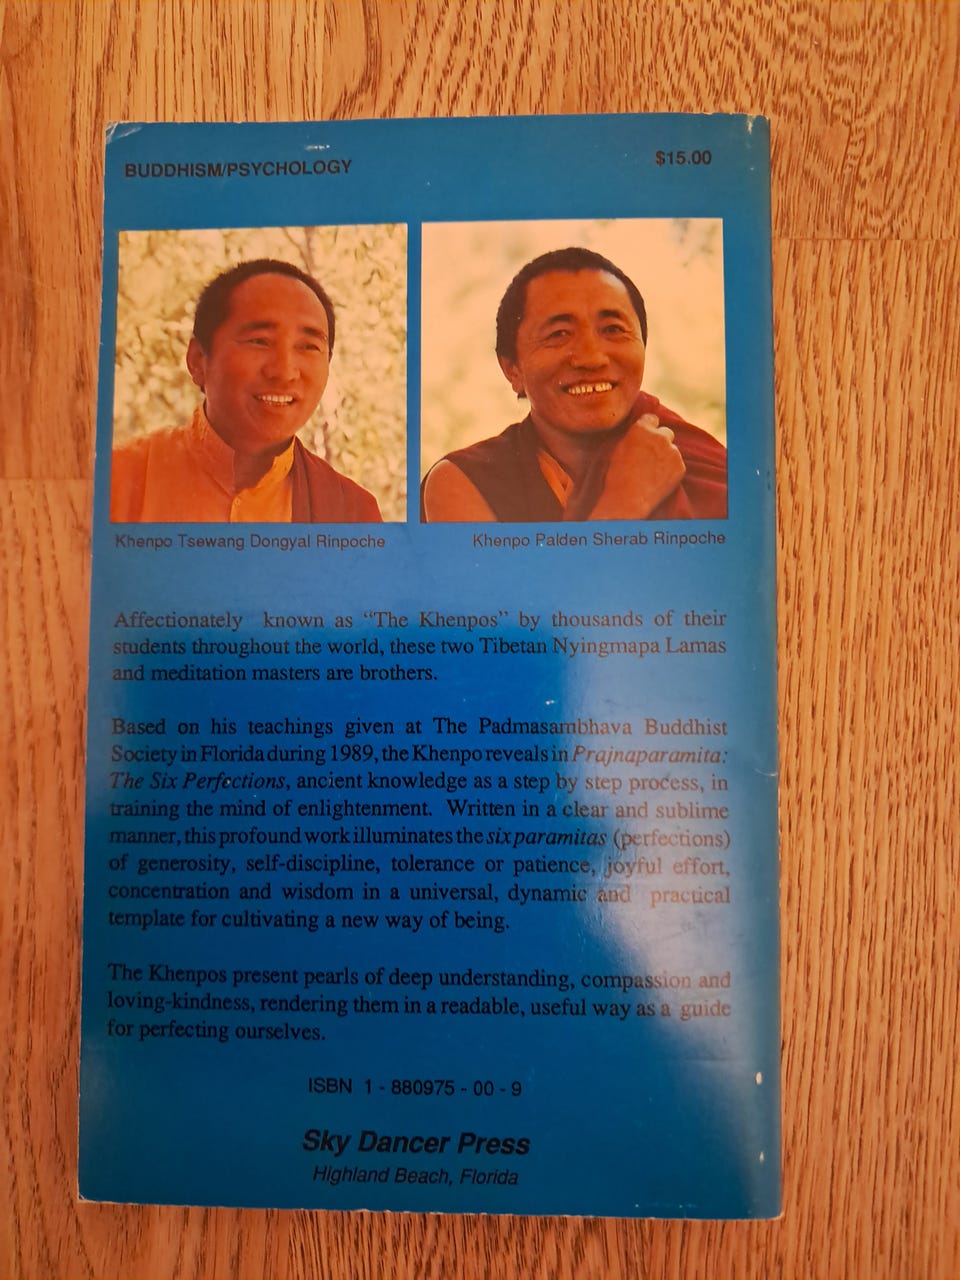 BUDDHISM/PSYCHOLOGY
$15.00
Khenpo Tsewang Dongyal Rinpoche
Khenpo Palden Sherab Rinpoche
Affectionately known as "The Khenpos" by thousands of their
students throughout the world, these two Tibetan Nyingmapa Lamas
and meditation masters are brothers.
Based on his teachings given at The Padmasambhava Buddhist
Society in Florida during 1989, the Khenpo reveals in Prajnaparamita:
The Six Perfections, ancient knowledge as a step by step process, in
training the mind of enlightenment. Written in a clear and sublime
manner, this profound work illuminates the six paramitas (perfections)
of generosity, self-discipline, tolerance or patience, joyful effort,
concentration and wisdom in a universal, dynamic and practical
template for cultivating a new way of being.
The Khenpos present pearls of deep understanding, compassion and
loving-kindness, rendering them in a readable, useful way as a guide
for perfecting ourselves.
ISBN 1 - 880975 - 00 - 9
Sky Dancer Press
Highland Beach, Florida